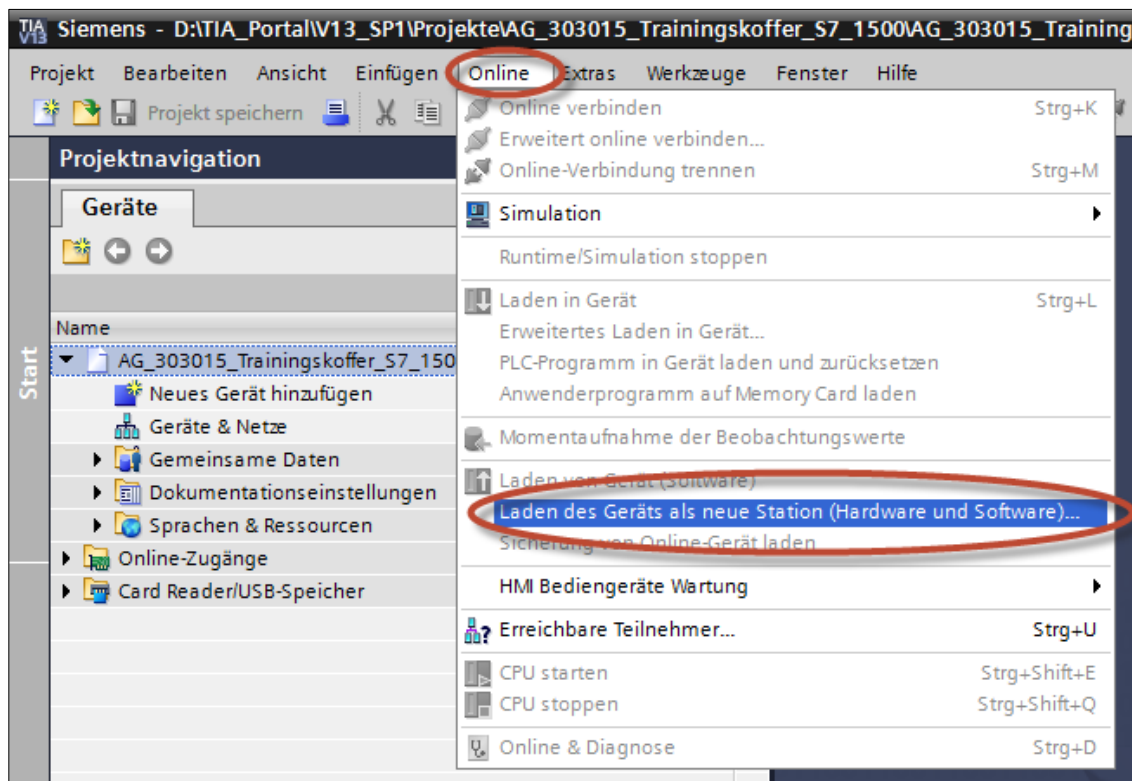 TIA V13 Siemens - D:\TIA_Portal\V13_SP1\Projekte\AG_303015_Trainingskoffer_S7_1500\AG_303015_Training
Projekt Bearbeiten Ansicht Einfügen Online Extras Werkzeuge Fenster Hilfe
Projekt speichern
Start
Projektnavigation
Geräte
Name
AG_303015_Trainingskoffer_S7_150
Neues Gerät hinzufügen
Geräte & Netze
Gemeinsame Daten
Dokumentationseinstellungen
Sprachen & Ressourcen
Online-Zugänge
Card Reader/USB-Speicher
Online verbinden Strg+K
Erweitert online verbinden...
Online-Verbindung trennen Strg+M
Simulation
Runtime/Simulation stoppen
Laden in Gerät Strg+L
Erweitertes Laden in Gerät...
PLC-Programm in Gerät laden und zurücksetzen
Anwenderprogramm auf Memory Card laden
Momentaufnahme der Beobachtungswerte
Laden von Gerät (Software)
Laden des Geräts als neue Station (Hardware und Software)...
Sicherung von Online-Gerät laden
HMI Bediengeräte Wartung
Erreichbare Teilnehmer... Strg+U
CPU starten Strg+Shift+E
CPU stoppen Strg+Shift+Q
Online & Diagnose Strg+D